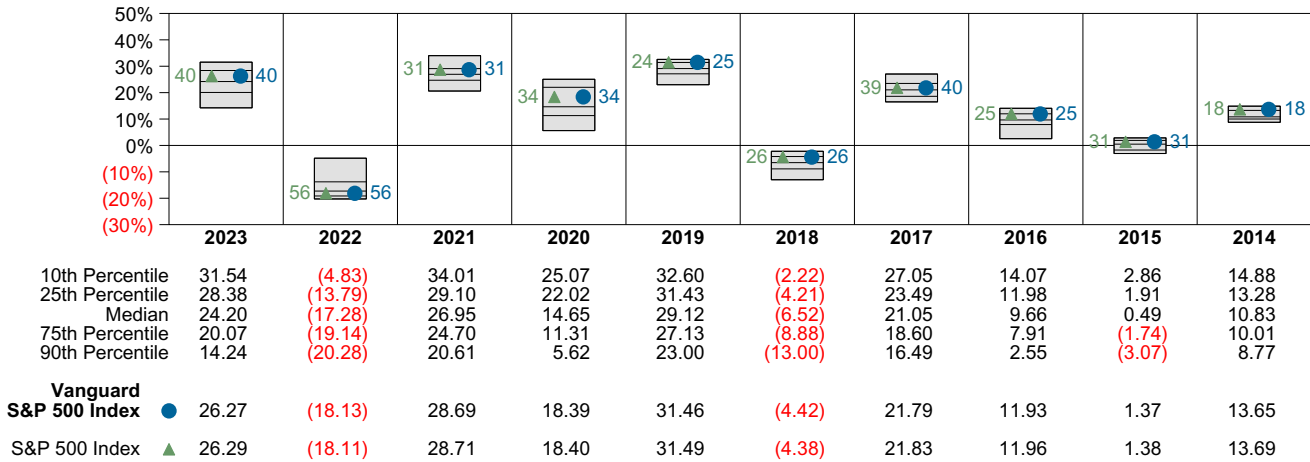 50%
40%
30%
20%
10%
0%
(10%)
(20%)
(30%)
40 40
56 56
31 31
34 34
24 25
26 26
39 40
25 25
31 31
18 18
2023 2022 2021 2020 2019 2018 2017 2016 2015 2014
10th Percentile 31.54 (4.83) 34.01 25.07 32.60 (2.22) 27.05 14.07 2.86 14.88
25th Percentile 28.38 (13.79) 29.10 22.02 31.43 (4.21) 23.49 11.98 1.91 13.28
Median 24.20 (17.28) 26.95 14.65 29.12 (6.52) 21.05 9.66 0.49 10.83
75th Percentile 20.07 (19.14) 24.70 11.31 27.13 (8.88) 18.60 7.91 (1.74) 10.01
90th Percentile 14.24 (20.28) 20.61 5.62 23.00 (13.00) 16.49 2.55 (3.07) 8.77
Vanguard
S&P 500 Index 26.27 (18.13) 28.69 18.39 31.46 (4.42) 21.79 11.93 1.37 13.65
S&P 500 Index 26.29 (18.11) 28.71 18.40 31.49 (4.38) 21.83 11.96 1.38 13.69